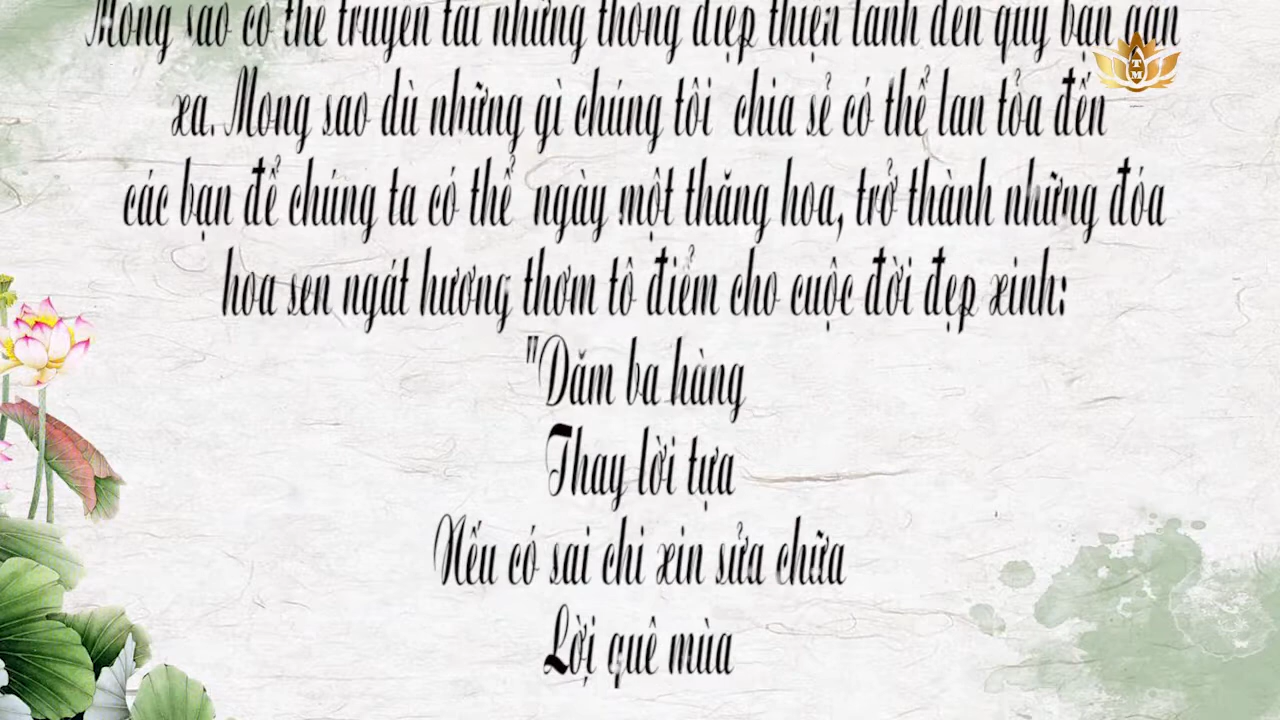 Mong sao có thể truyền tải những thông điệp thiện lành đến quý bạn gần
xa. Mong sao dù những gì chúng tôi chia sẻ có thể lan tỏa đến
các bạn để chúng ta có thể ngày một thăng hoa, trở thành những đóa
hoa sen ngát hương thơm tô điểm cho cuộc đời đẹp xinh:
"Dăm ba hàng
Thay lời tựa
Nếu có sai chi xin sửa chữa
Lời quê mùa
TM